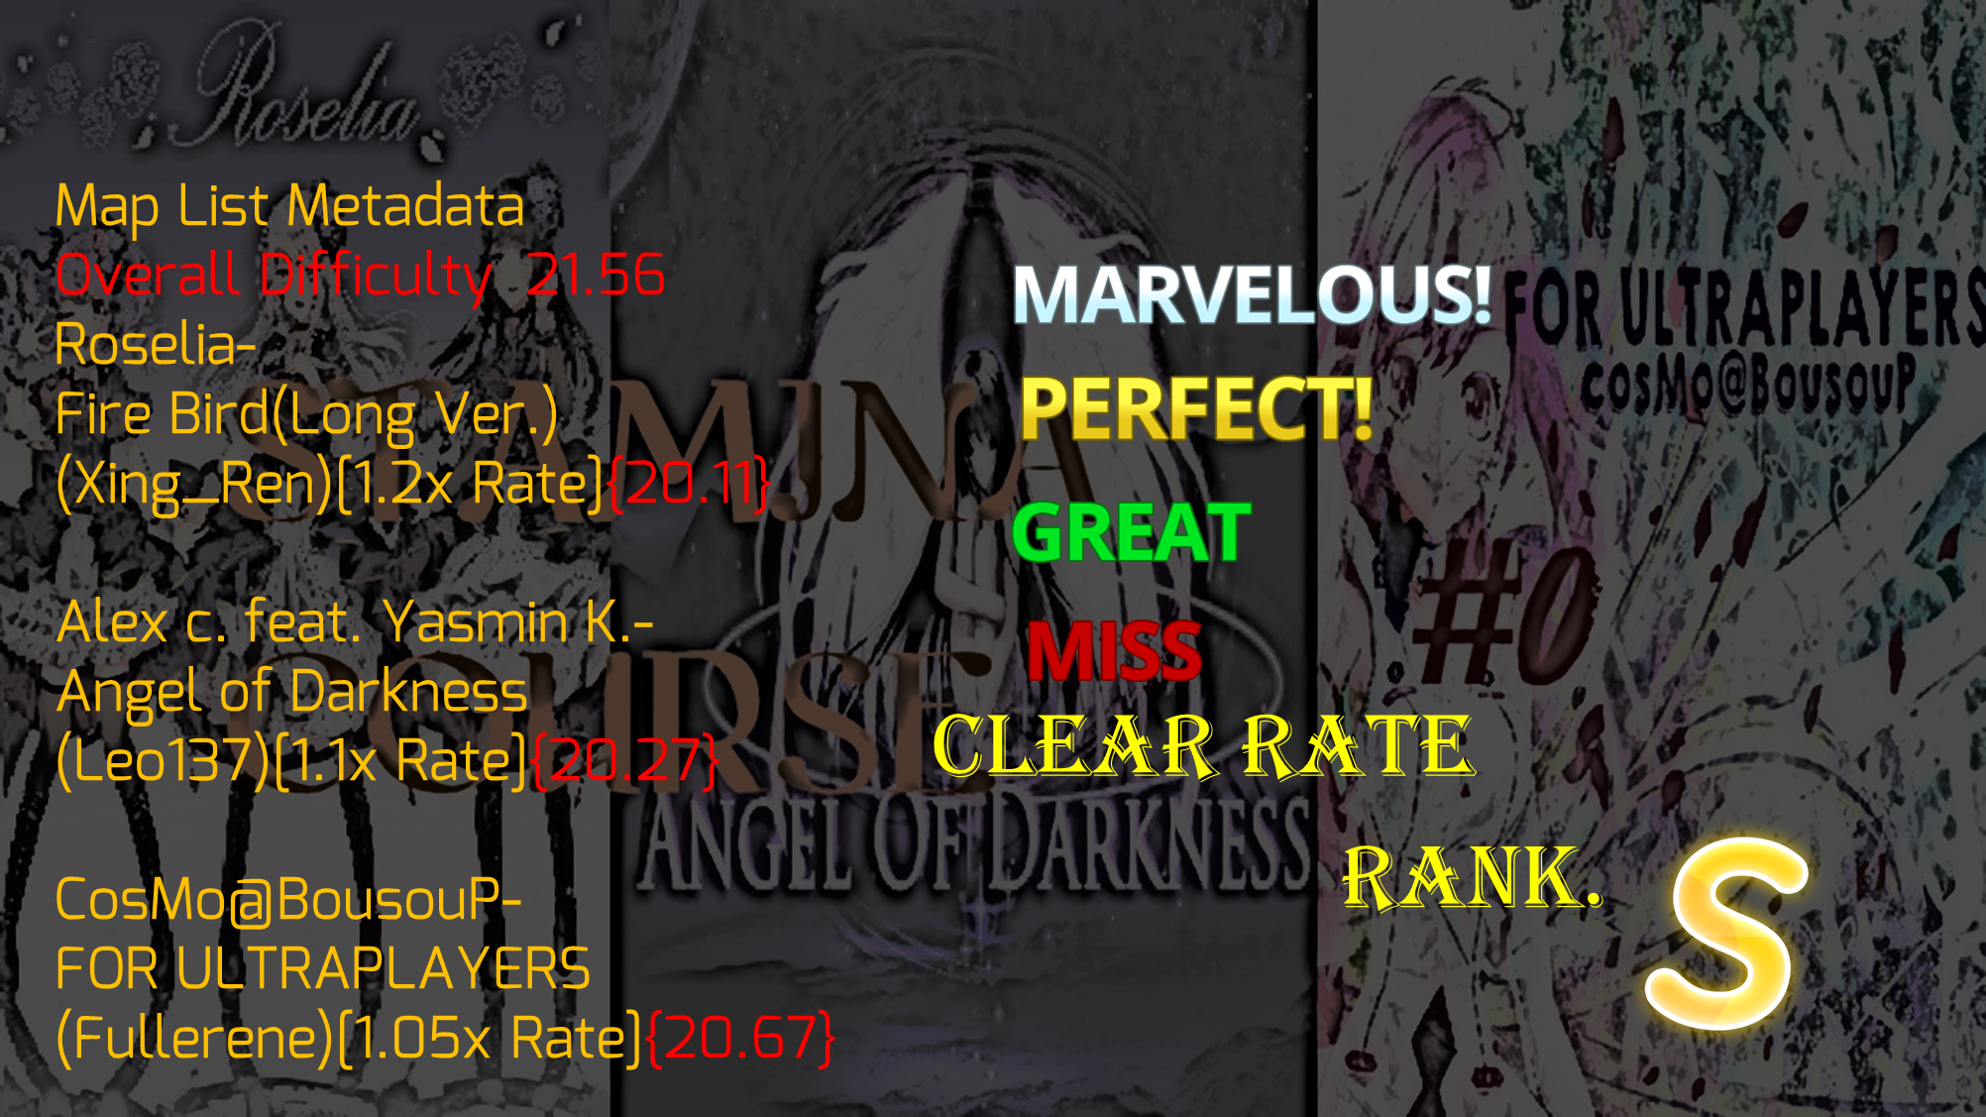 Roselia
Map List Metadata
Overall Difficulty 21.56
Roselia-
Fire Bird(Long Ver.)
(Xing_Ren)[1.2x Rate]{20.11}
Alex c. feat. Yasmin K.-
Angel of Darkness
(Leo137)[1.1x Rate]{20.27}
CosMo@BousouP-
FOR ULTRAPLAYERS
(Fullerene)[1.05x Rate]{20.67}
STAMINA
COURSE
ANGEL OF DARKNESS
MARVELOUS!
PERFECT!
GREAT
MISS
CLEAR RATE
RANK.
S
FOR ULTRAPLAYERS
cosMo@BousouP
#0